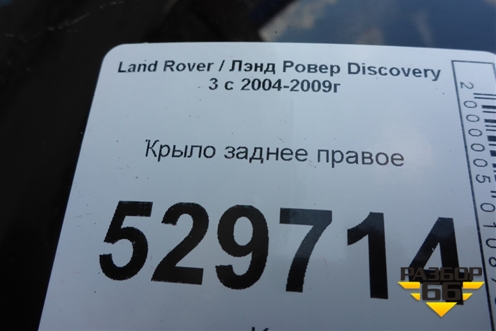 Land Rover / Лэнд Ровер Discovery
3 с 2004-2009г
Крыло заднее правое
529714
РАЗБОР
66